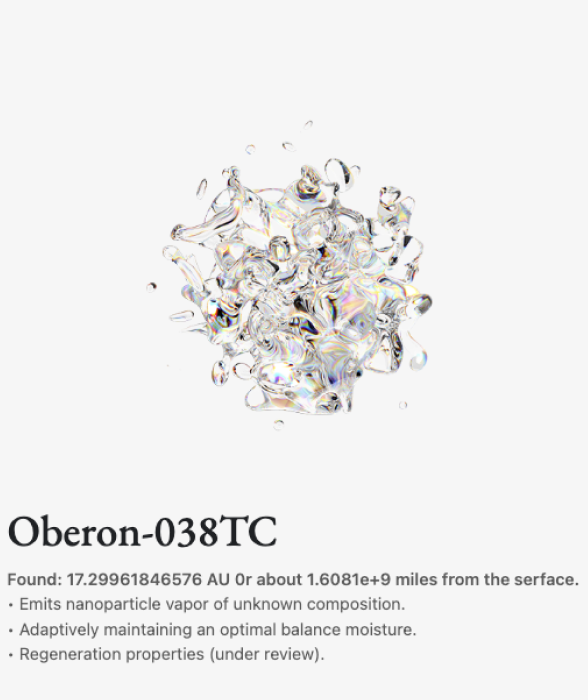 Oberon-038TC
Found: 17.29961846576 AU 0r about 1.6081e+9 miles from the serface.
• Emits nanoparticle vapor of unknown composition.
• Adaptively maintaining an optimal balance moisture.
• Regeneration properties (under review).